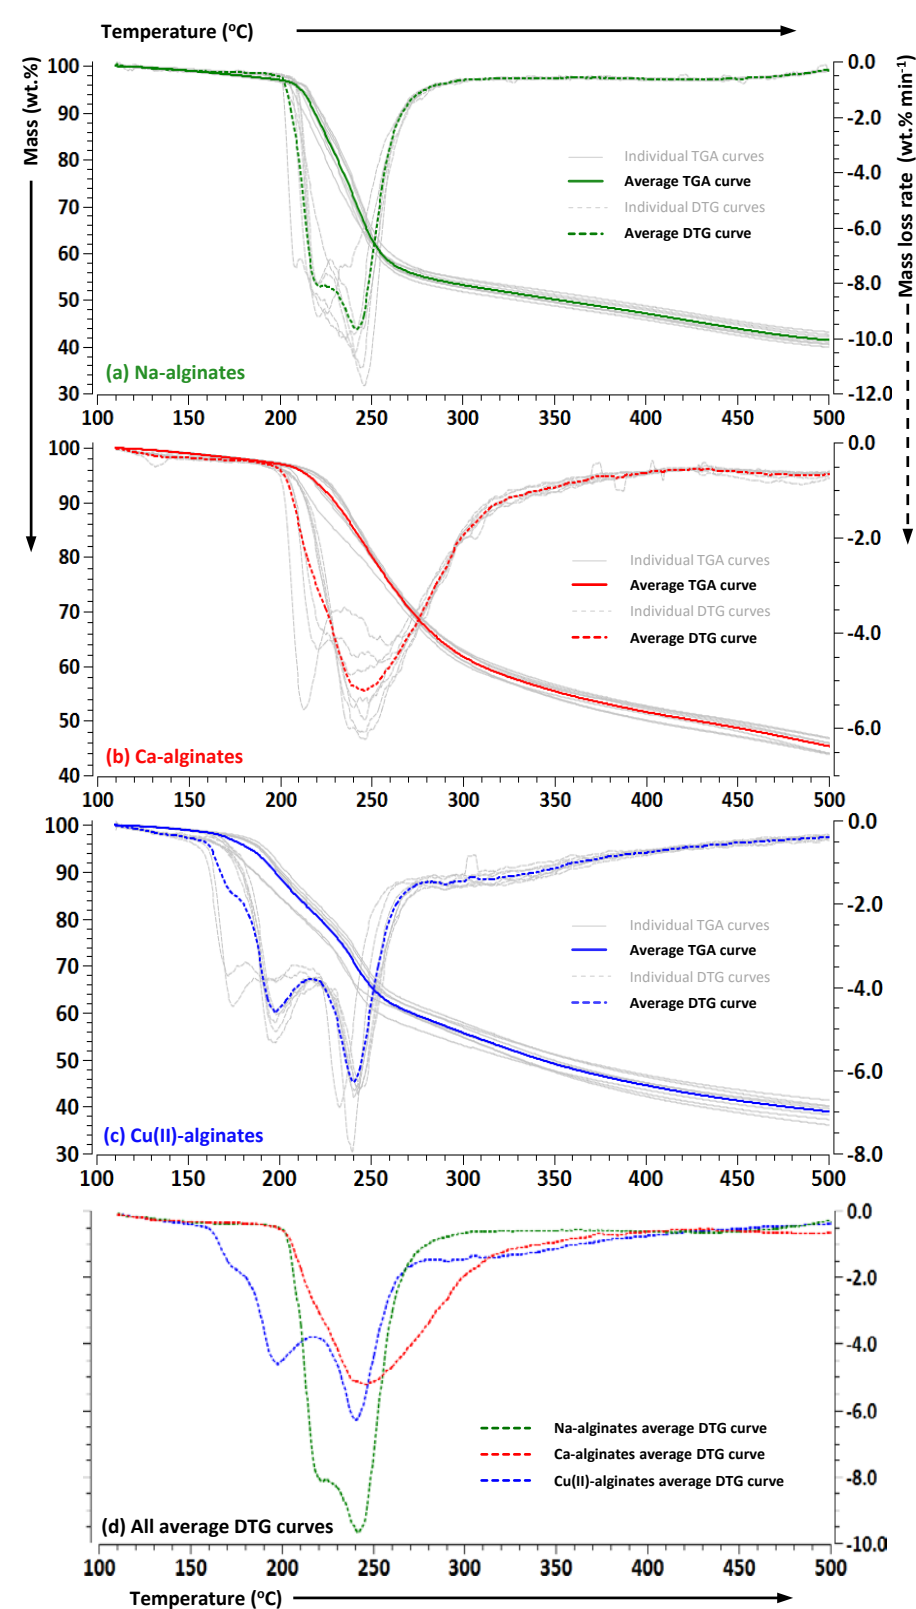 Temperature (°C)
Mass (wt.%)
Mass loss rate (wt.% min⁻¹)
100
90
80
70
60
50
40
30
0.0
-2.0
-4.0
-6.0
-8.0
-10.0
-12.0
Individual TGA curves
Average TGA curve
Individual DTG curves
Average DTG curve
(a) Na-alginates
100 150 200 250 300 350 400 450 500
100
90
80
70
60
50
40
0.0
-2.0
-4.0
-6.0
Individual TGA curves
Average TGA curve
Individual DTG curves
Average DTG curve
(b) Ca-alginates
100 150 200 250 300 350 400 450 500
100
90
80
70
60
50
40
30
0.0
-2.0
-4.0
-6.0
-8.0
Individual TGA curves
Average TGA curve
Individual DTG curves
Average DTG curve
(c) Cu(II)-alginates
100 150 200 250 300 350 400 450 500
0.0
-2.0
-4.0
-6.0
-8.0
-10.0
Na-alginates average DTG curve
Ca-alginates average DTG curve
Cu(II)-alginates average DTG curve
(d) All average DTG curves
100 150 200 250 300 350 400 450 500
Temperature (°C)